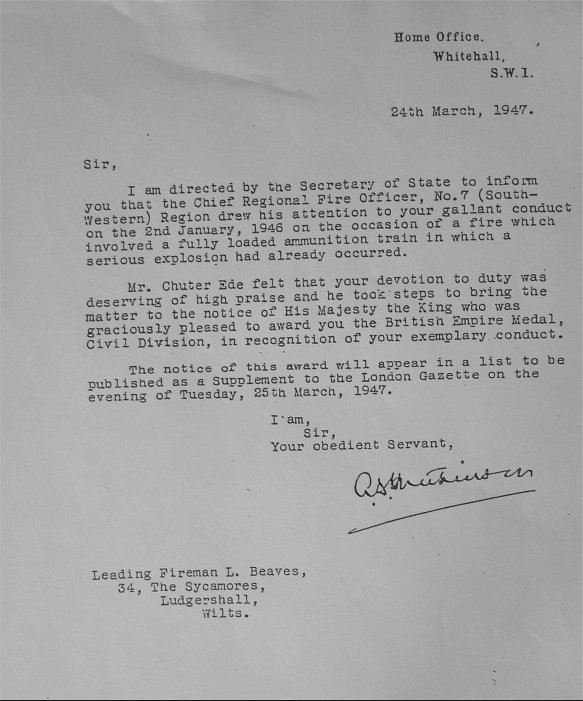 Home Office.
Whitehall,
S.W.1.
24th March, 1947.
Sir,
I am directed by the Secretary of State to inform
you that the Chief Regional Fire Officer, No.7 (South-
Western) Region drew his attention to your gallant conduct
on the 2nd January, 1946 on the occasion of a fire which
involved a fully loaded ammunition train in which a
serious explosion had already occurred.
Mr. Chuter Ede felt that your devotion to duty was
deserving of high praise and he took steps to bring the
matter to the notice of His Majesty the King who was
graciously pleased to award you the British Empire Medal,
Civil Division, in recognition of your exemplary conduct.
The notice of this award will appear in a list to be
published as a Supplement to the London Gazette on the
evening of Tuesday, 25th March, 1947.
I am,
Sir,
Your obedient Servant,
Leading Fireman L. Beaves,
34, The Sycamores,
Ludgershall,
Wilts.